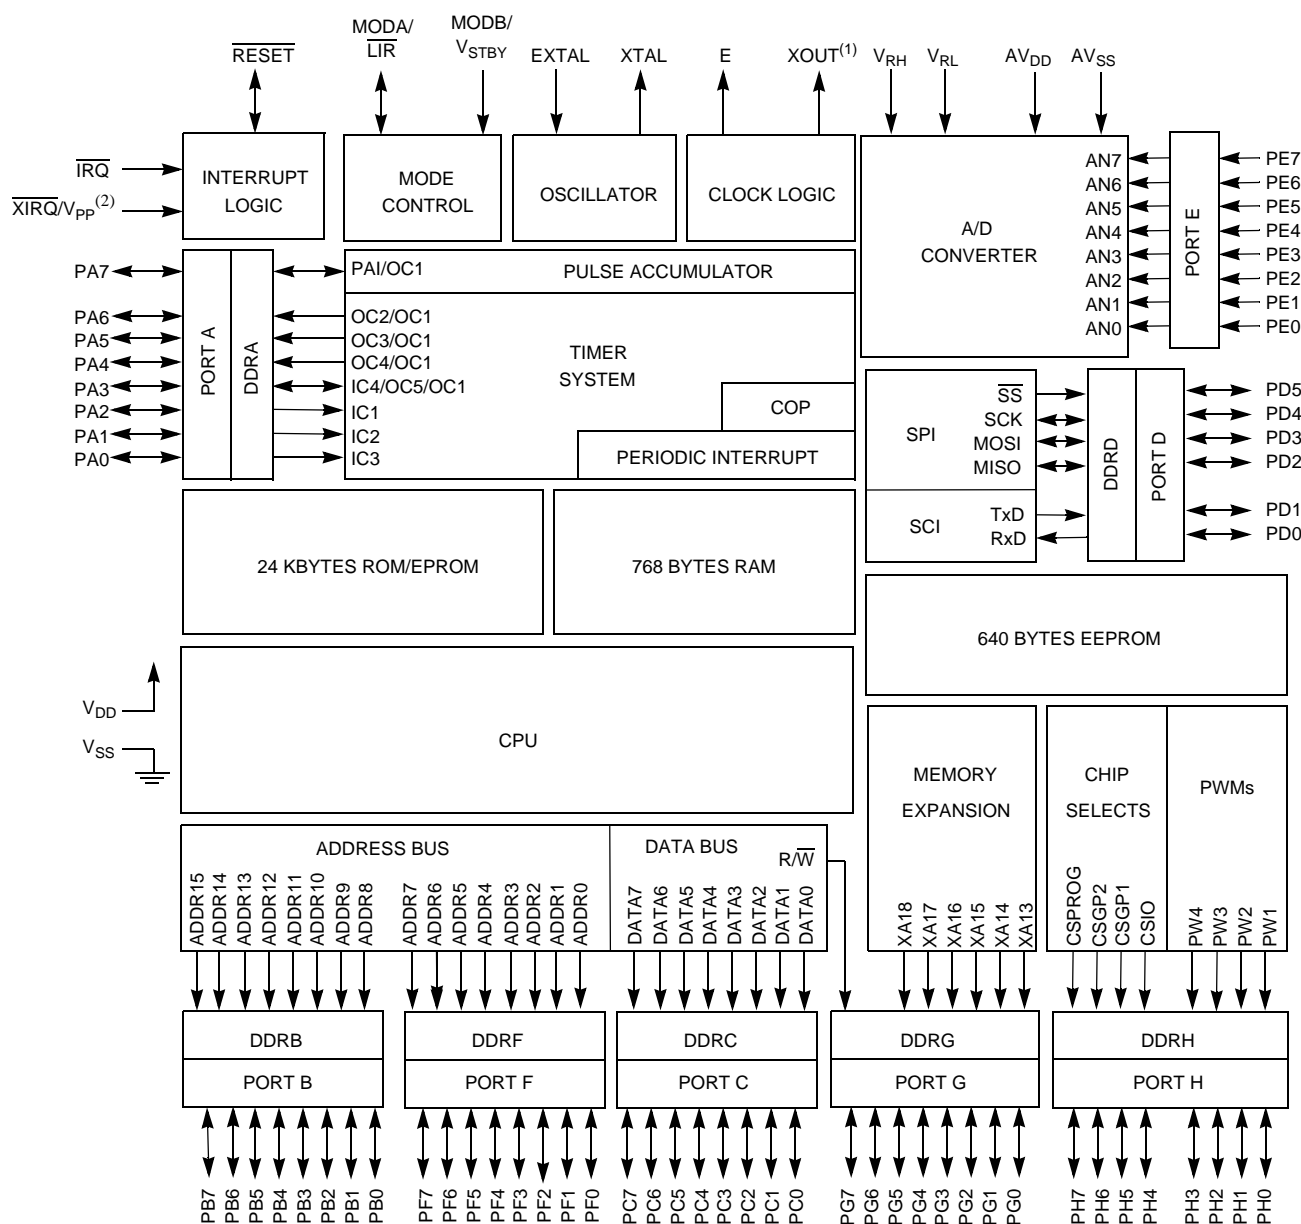 RESET
MODA/
LIR
MODB/
VSTBY
EXTAL
XTAL
E
XOUT(1)
VRH
VRL
AVDD
AVSS
IRQ
XIRQ/VPP(2)
INTERRUPT
LOGIC
MODE
CONTROL
OSCILLATOR
CLOCK LOGIC
A/D
CONVERTER
AN7
AN6
AN5
AN4
AN3
AN2
AN1
AN0
PORT E
PE7
PE6
PE5
PE4
PE3
PE2
PE1
PE0
PA7
PA6
PA5
PA4
PA3
PA2
PA1
PA0
PORT A
DDRA
PAI/OC1
PULSE ACCUMULATOR
OC2/OC1
OC3/OC1
OC4/OC1
IC4/OC5/OC1
IC1
IC2
IC3
TIMER
SYSTEM
COP
PERIODIC INTERRUPT
SPI
SS
SCK
MOSI
MISO
SCI
TxD
RxD
DDRD
PORT D
PD5
PD4
PD3
PD2
PD1
PD0
24 KBYTES ROM/EPROM
768 BYTES RAM
640 BYTES EEPROM
VDD
VSS
CPU
MEMORY
EXPANSION
CHIP
SELECTS
PWMs
ADDRESS BUS
DATA BUS
R/W
ADDR15
ADDR14
ADDR13
ADDR12
ADDR11
ADDR10
ADDR9
ADDR8
ADDR7
ADDR6
ADDR5
ADDR4
ADDR3
ADDR2
ADDR1
ADDR0
DATA7
DATA6
DATA5
DATA4
DATA3
DATA2
DATA1
DATA0
XA18
XA17
XA16
XA15
XA14
XA13
CSPROG
CSGP2
CSGP1
CSIO
PW4
PW3
PW2
PW1
DDRB
PORT B
DDRF
PORT F
DDRC
PORT C
DDRG
PORT G
DDRH
PORT H
PB7
PB6
PB5
PB4
PB3
PB2
PB1
PB0
PF7
PF6
PF5
PF4
PF3
PF2
PF1
PF0
PC7
PC6
PC5
PC4
PC3
PC2
PC1
PC0
PG7
PG6
PG5
PG4
PG3
PG2
PG1
PG0
PH7
PH6
PH5
PH4
PH3
PH2
PH1
PH0